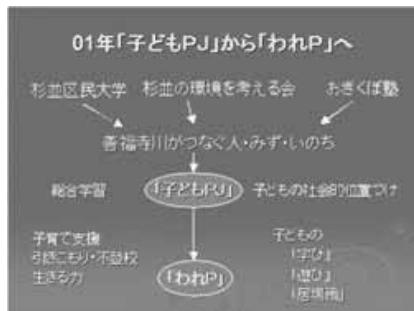 01年「子どもPJ」から「われP」へ
杉並区民大学 杉並の環境を考える会 おぎくぼ塾
善福寺川がつなぐ人・みず・いのち
総合学習 「子どもPJ」 子どもの社会的位置づけ
子育て支援
引きこもり・不登校
生きる力
「われP」
子どもの
「学び」
「遊び」
「居場所」